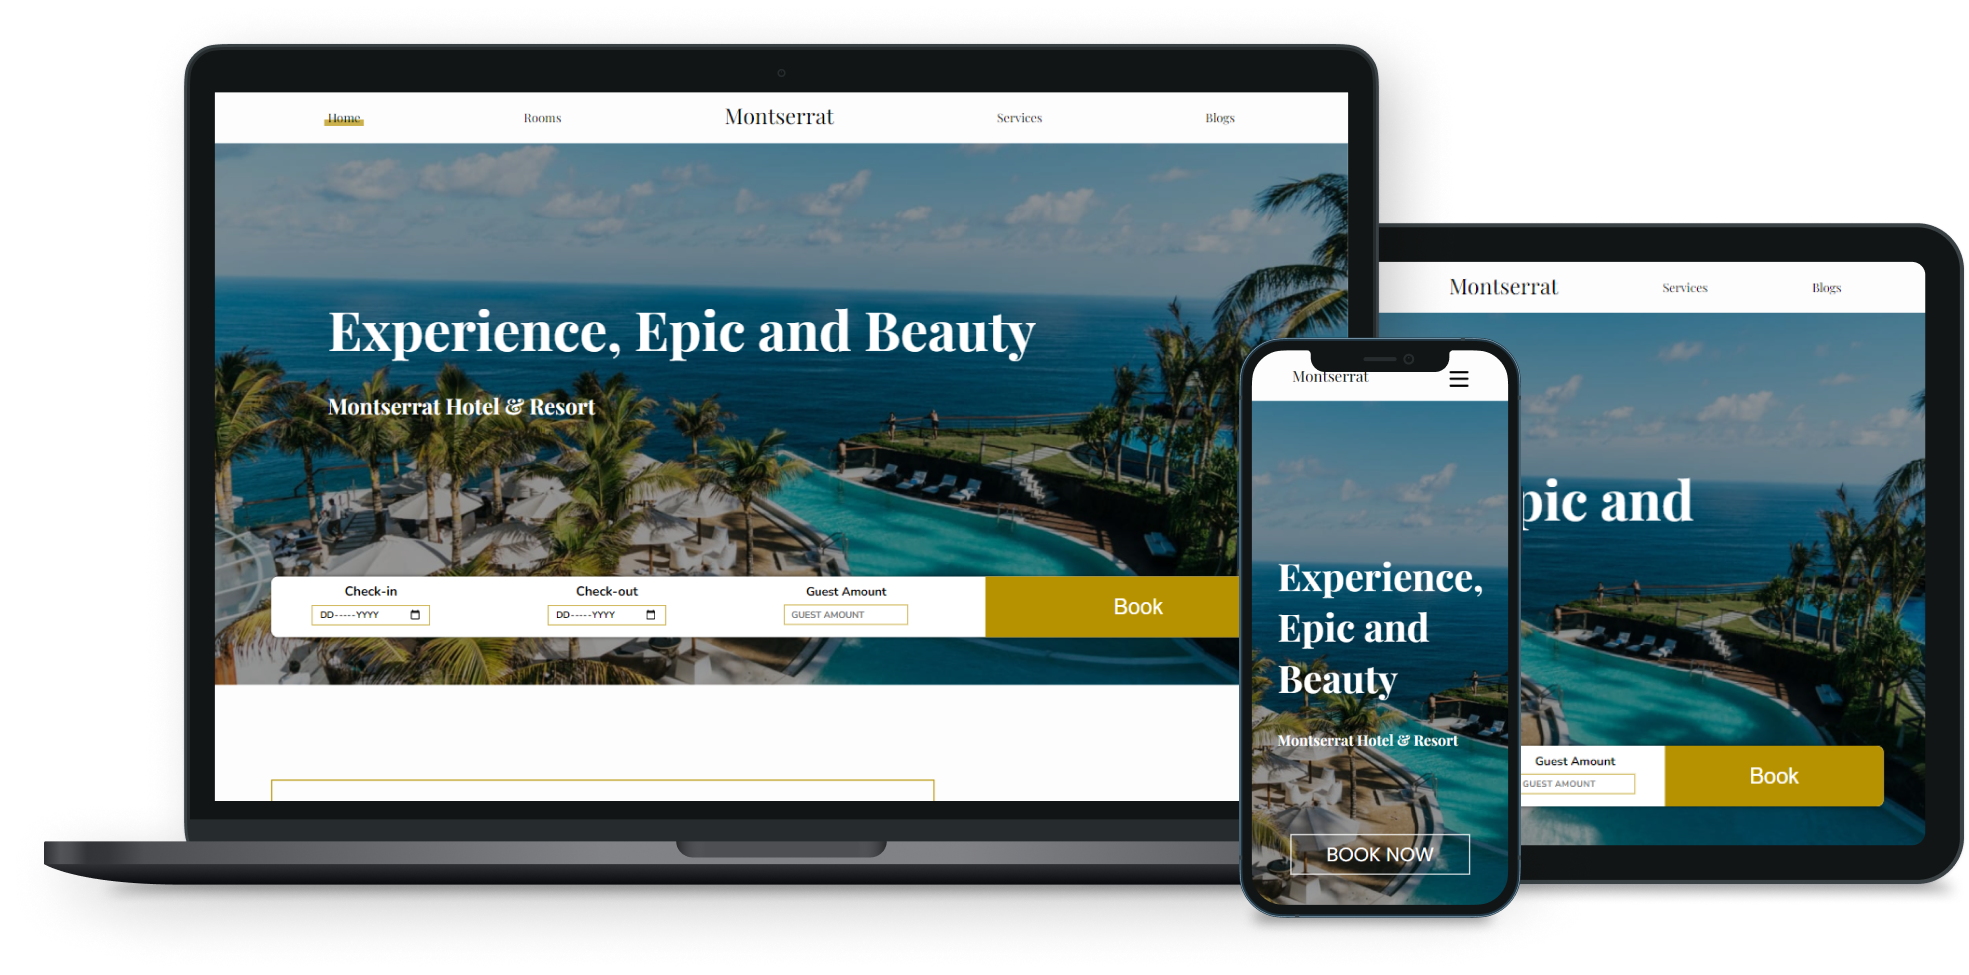 Home
Rooms
Montserrat
Services
Blogs
Experience, Epic and Beauty
Montserrat Hotel & Resort
Check-in
DD-----YYYY
Check-out
DD-----YYYY
Guest Amount
GUEST AMOUNT
Book
Montserrat
Experience,
Epic and
Beauty
Montserrat Hotel & Resort
BOOK NOW
Montserrat
Services
Blogs
pic and
Guest Amount
GUEST AMOUNT
Book